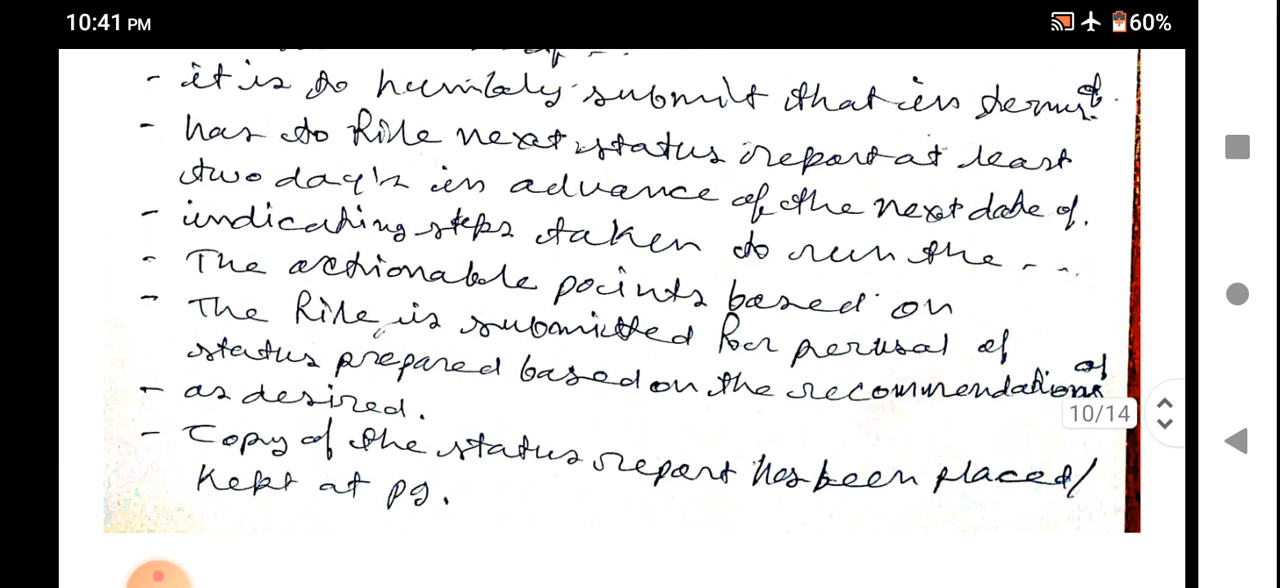 10:41 PM 60%
- it is to humbly submit that in terms of.
- has to file next status report at least
two day's in advance of the next date of.
- indicating steps taken to run the - - .
- The actionable points based on
- The File is submitted for perusal of
status prepared based on the recommendations of
- as desired.
10/14
- Copy of the status report has been placed/
Kept at pg.